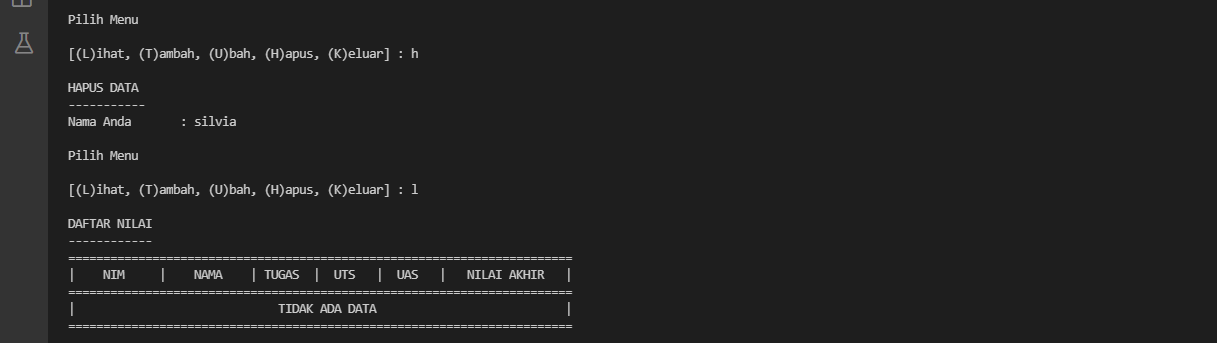 Pilih Menu
[(L)ihat, (T)ambah, (U)bah, (H)apus, (K)eluar] : h
HAPUS DATA
-----------
Nama Anda       : silvia
Pilih Menu
[(L)ihat, (T)ambah, (U)bah, (H)apus, (K)eluar] : l
DAFTAR NILAI
------------
========================================================================
|    NIM     |    NAMA    | TUGAS  |  UTS   |  UAS   |   NILAI AKHIR   |
========================================================================
|                             TIDAK ADA DATA                           |
========================================================================